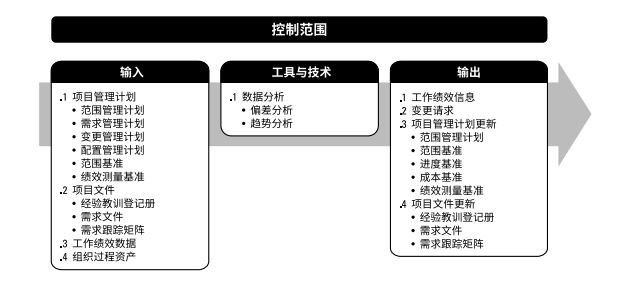 控制范围
输入
.1 项目管理计划
• 范围管理计划
• 需求管理计划
• 变更管理计划
• 配置管理计划
• 范围基准
• 绩效测量基准
.2 项目文件
• 经验教训登记册
• 需求文件
• 需求跟踪矩阵
.3 工作绩效数据
.4 组织过程资产
工具与技术
.1 数据分析
• 偏差分析
• 趋势分析
输出
.1 工作绩效信息
.2 变更请求
.3 项目管理计划更新
• 范围管理计划
• 范围基准
• 进度基准
• 成本基准
• 绩效测量基准
.4 项目文件更新
• 经验教训登记册
• 需求文件
• 需求跟踪矩阵